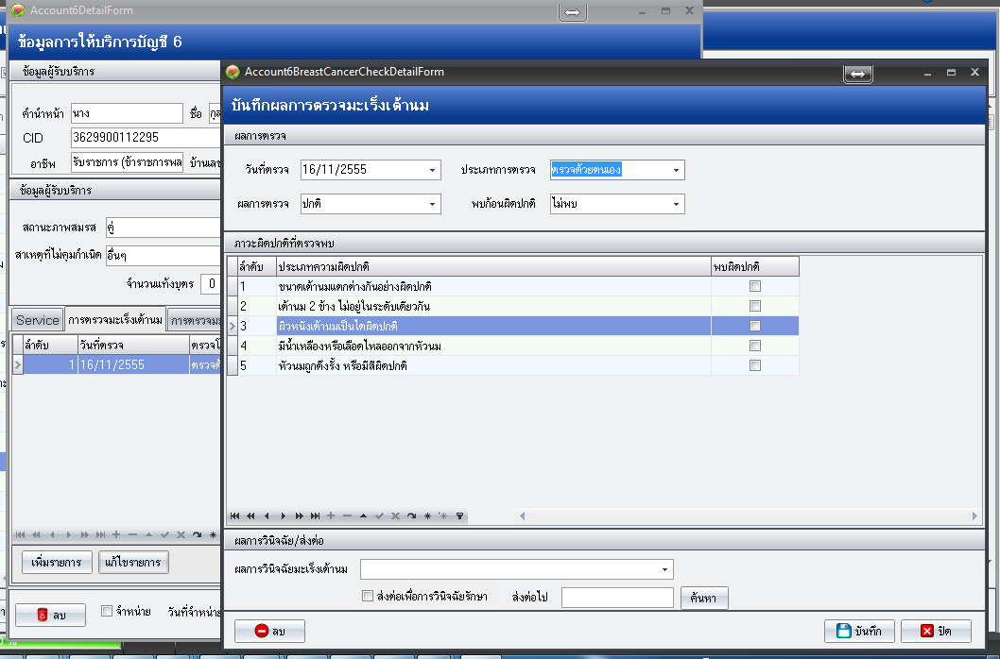 Account6DetailForm
ข้อมูลการให้บริการบัญชี 6
ข้อมูลผู้รับบริการ
คำนำหน้า นาง ชื่อ
CID 3629900112295
อาชีพ รับราชการ (ข้าราชการพล บ้านเลข
ข้อมูลผู้รับบริการ
สถานะภาพสมรส คู่
สาเหตุที่ไม่คุมกำเนิด อื่นๆ
จำนวนแท้งบุตร 0
Service การตรวจมะเร็งเต้านม การตรวจมะ
ลำดับ วันที่ตรวจ ตรวจโ
1 16/11/2555 ตรวจด้
เพิ่มรายการ แก้ไขรายการ
ลบ จำหน่าย วันที่จำหน่าย
Account6BreastCancerCheckDetailForm
บันทึกผลการตรวจมะเร็งเต้านม
ผลการตรวจ
วันที่ตรวจ 16/11/2555 ประเภทการตรวจ ตรวจด้วยตนเอง
ผลการตรวจ ปกติ พบก้อนผิดปกติ ไม่พบ
ภาวะผิดปกติที่ตรวจพบ
ลำดับ ประเภทความผิดปกติ พบผิดปกติ
1 ขนาดเต้านมแตกต่างกันอย่างผิดปกติ
2 เต้านม 2 ข้าง ไม่อยู่ในระดับเดียวกัน
3 ผิวหนังเต้านมเป็นไตผิดปกติ
4 มีน้ำเหลืองหรือเลือดไหลออกจากหัวนม
5 หัวนมถูกดึงรั้ง หรือมีสีผิดปกติ
ผลการวินิจฉัย/ส่งต่อ
ผลการวินิจฉัยมะเร็งเต้านม
ส่งต่อเพื่อการวินิจฉัยรักษา ส่งต่อไป ค้นหา
ลบ บันทึก ปิด